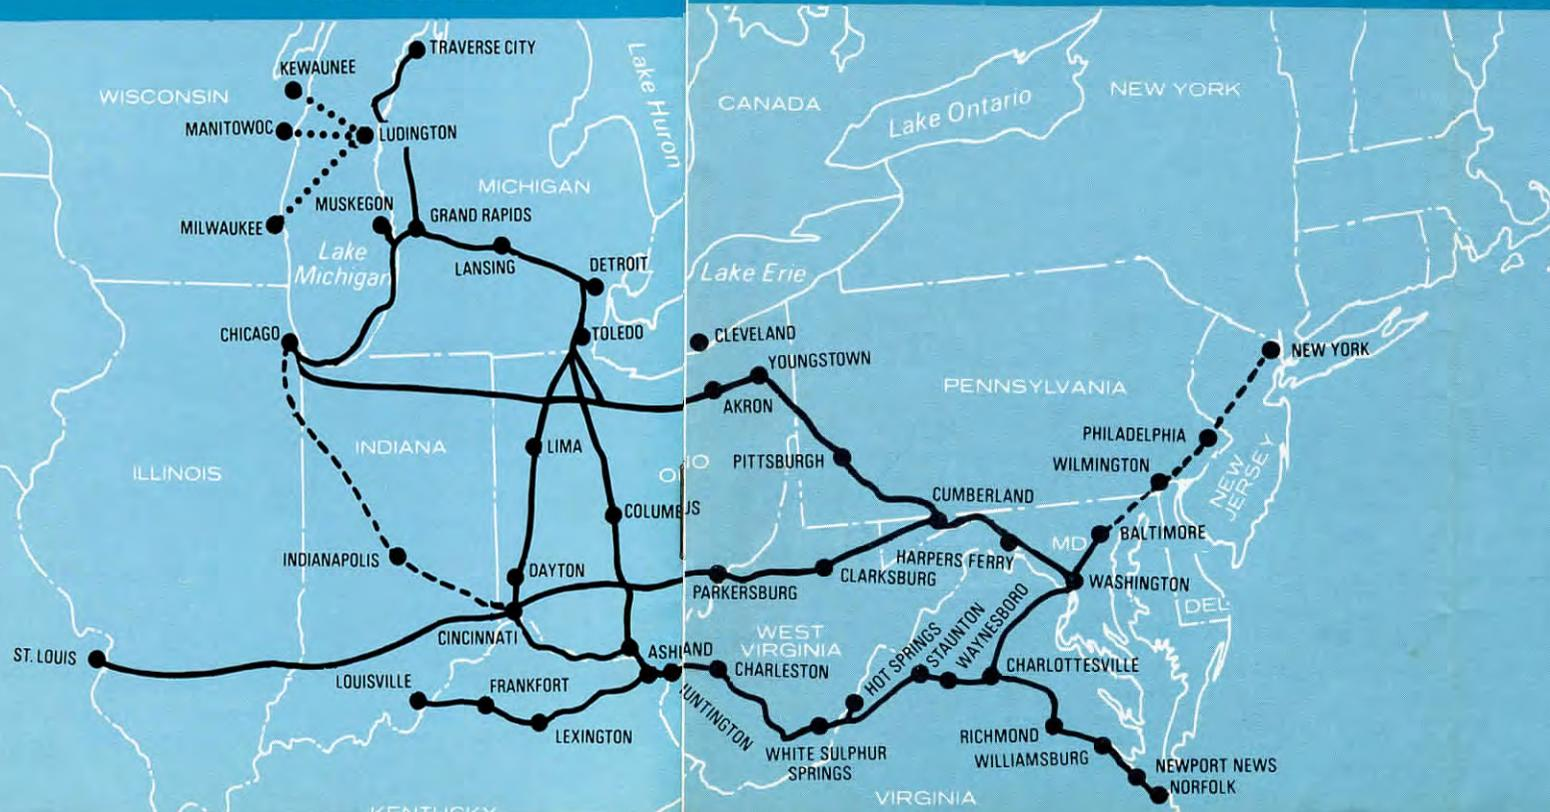 TRAVERSE CITY
KEWAUNEE
WISCONSIN
MANITOWOC
LUDINGTON
Lake Huron
CANADA
Lake Ontario
NEW YORK
MICHIGAN
MUSKEGON
GRAND RAPIDS
MILWAUKEE
Lake
Michigan
LANSING
DETROIT
Lake Erie
CHICAGO
TOLEDO
CLEVELAND
NEW YORK
YOUNGSTOWN
AKRON
PENNSYLVANIA
PHILADELPHIA
INDIANA
LIMA
ILLINOIS
OHIO
PITTSBURGH
WILMINGTON
NEW
JERSEY
CUMBERLAND
COLUMBUS
BALTIMORE
MD
INDIANAPOLIS
DAYTON
HARPERS FERRY
CLARKSBURG
WASHINGTON
PARKERSBURG
DEL.
CINCINNATI
WEST
VIRGINIA
HOT SPRINGS
STAUNTON
WAYNESBORO
ST. LOUIS
ASHLAND
CHARLESTON
CHARLOTTESVILLE
LOUISVILLE
FRANKFORT
HUNTINGTON
LEXINGTON
WHITE SULPHUR
SPRINGS
RICHMOND
WILLIAMSBURG
NEWPORT NEWS
NORFOLK
VIRGINIA
KENTUCKY